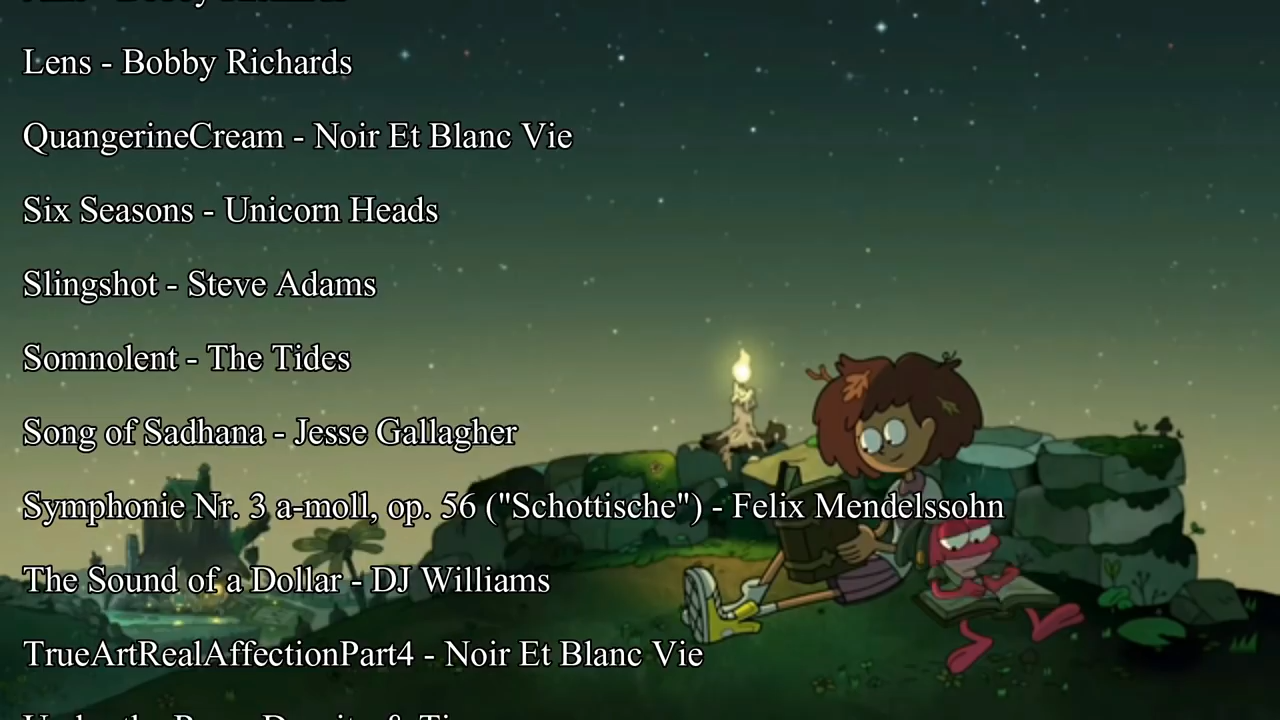 Lens - Bobby Richards
QuangerineCream - Noir Et Blanc Vie
Six Seasons - Unicorn Heads
Slingshot - Steve Adams
Somnolent - The Tides
Song of Sadhana - Jesse Gallagher
Symphonie Nr. 3 a-moll, op. 56 ("Schottische") - Felix Mendelssohn
The Sound of a Dollar - DJ Williams
TrueArtRealAffectionPart4 - Noir Et Blanc Vie